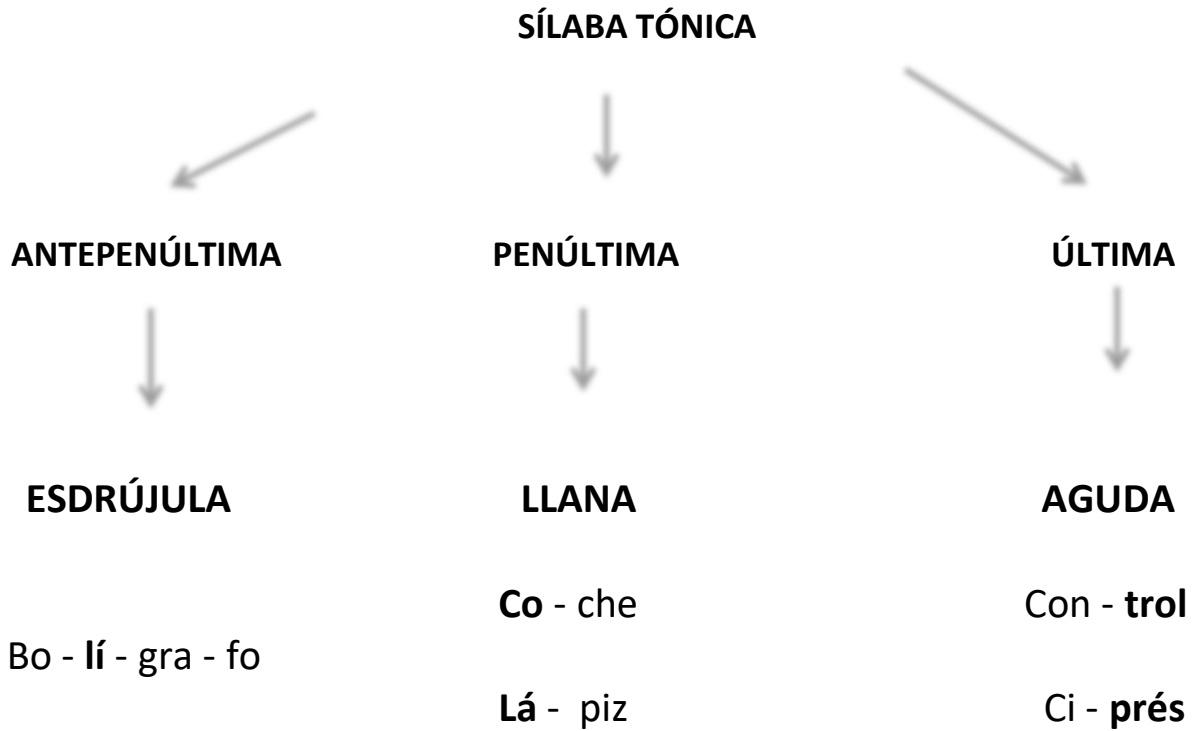 SÍLABA TÓNICA
ANTEPENÚLTIMA
PENÚLTIMA
ÚLTIMA
ESDRÚJULA
LLANA
AGUDA
Bo - lí - gra - fo
Co - che
Lá - piz
Con - trol
Ci - prés